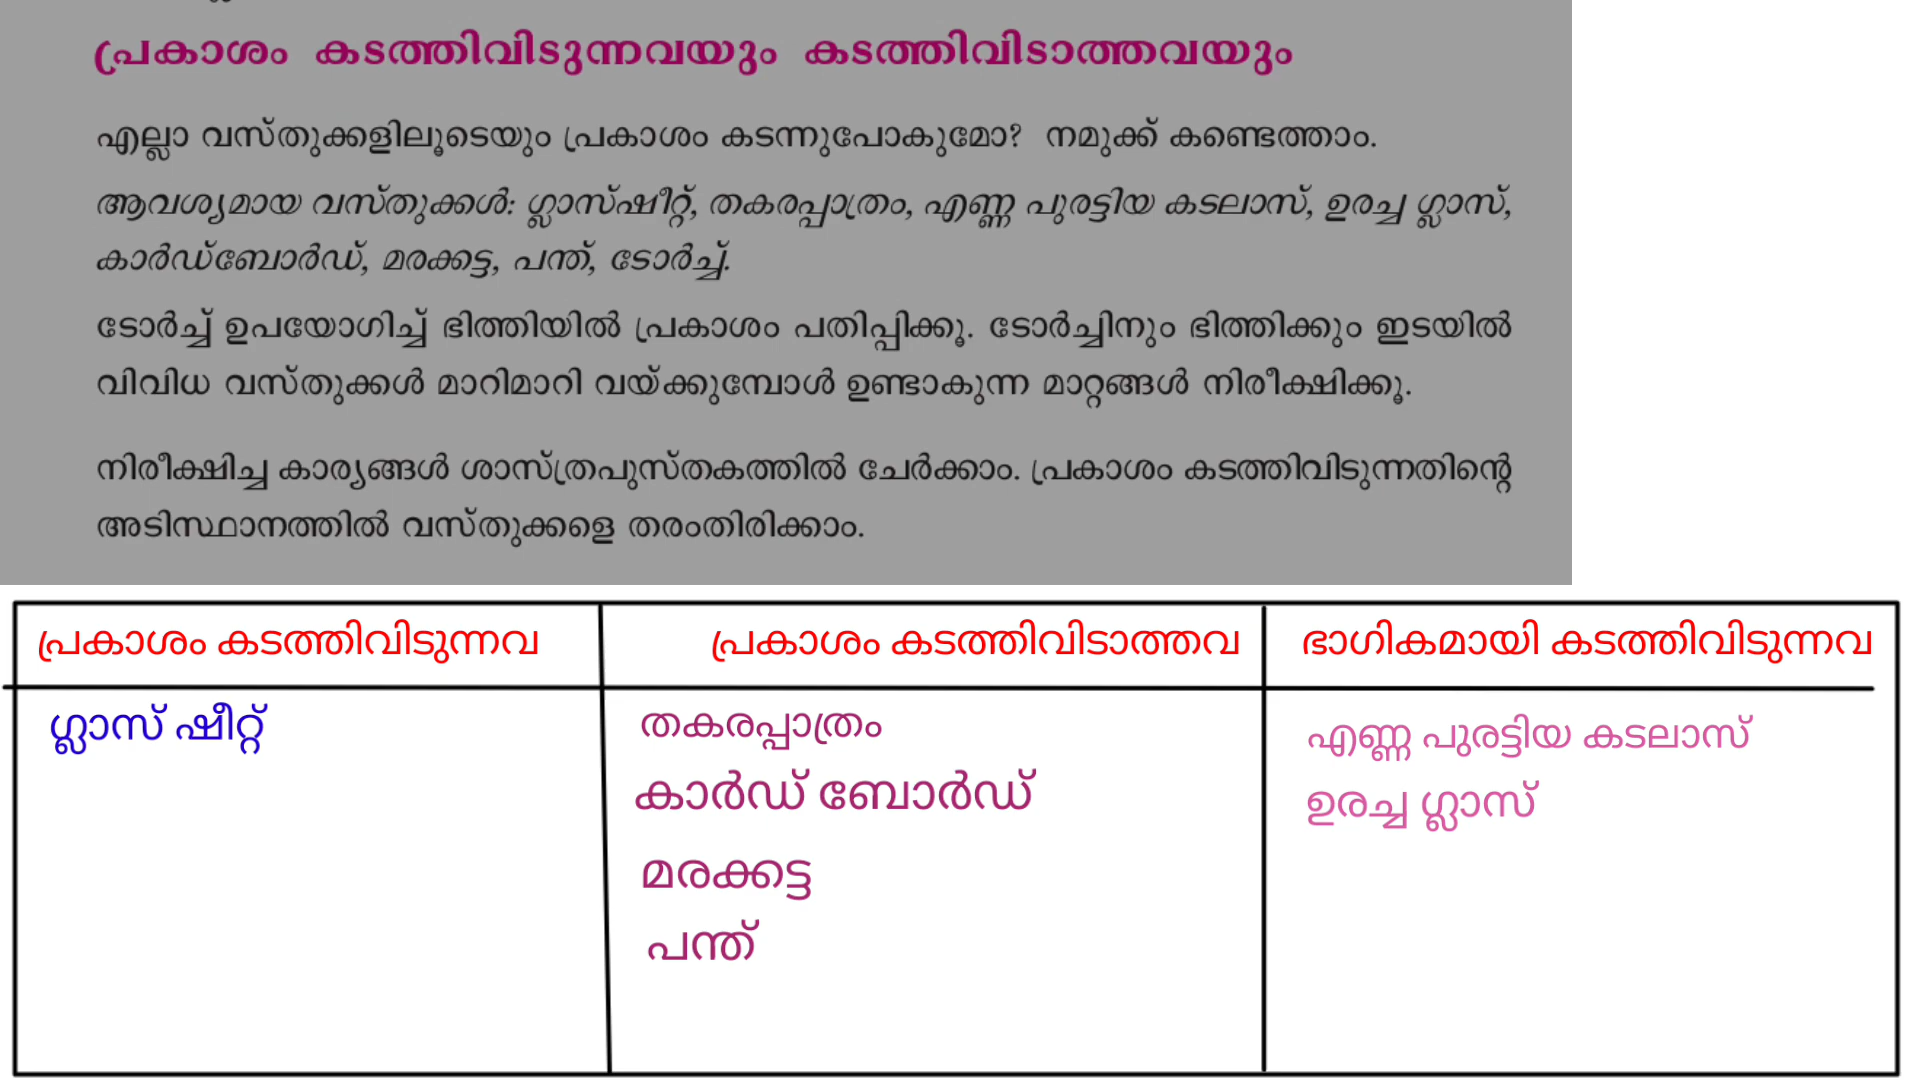 പ്രകാശം കടത്തിവിടുന്നവയും കടത്തിവിടാത്തവയും
എല്ലാ വസ്തുക്കളിലൂടെയും പ്രകാശം കടന്നുപോകുമോ? നമുക്ക് കണ്ടെത്താം.
ആവശ്യമായ വസ്തുക്കൾ: ഗ്ലാസ്ഷീറ്റ്, തകരപ്പാത്രം, എണ്ണ പുരട്ടിയ കടലാസ്, ഉരച്ച ഗ്ലാസ്,
കാർഡ്ബോർഡ്, മരക്കട്ട, പന്ത്, ടോർച്ച്.
ടോർച്ച് ഉപയോഗിച്ച് ഭിത്തിയിൽ പ്രകാശം പതിപ്പിക്കൂ. ടോർച്ചിനും ഭിത്തിക്കും ഇടയിൽ
വിവിധ വസ്തുക്കൾ മാറിമാറി വയ്ക്കുമ്പോൾ ഉണ്ടാകുന്ന മാറ്റങ്ങൾ നിരീക്ഷിക്കൂ.
നിരീക്ഷിച്ച കാര്യങ്ങൾ ശാസ്ത്രപുസ്തകത്തിൽ ചേർക്കാം. പ്രകാശം കടത്തിവിടുന്നതിന്റെ
അടിസ്ഥാനത്തിൽ വസ്തുക്കളെ തരംതിരിക്കാം.
പ്രകാശം കടത്തിവിടുന്നവ
പ്രകാശം കടത്തിവിടാത്തവ
ഭാഗികമായി കടത്തിവിടുന്നവ
ഗ്ലാസ് ഷീറ്റ്
തകരപ്പാത്രം
കാർഡ് ബോർഡ്
മരക്കട്ട
പന്ത്
എണ്ണ പുരട്ടിയ കടലാസ്
ഉരച്ച ഗ്ലാസ്